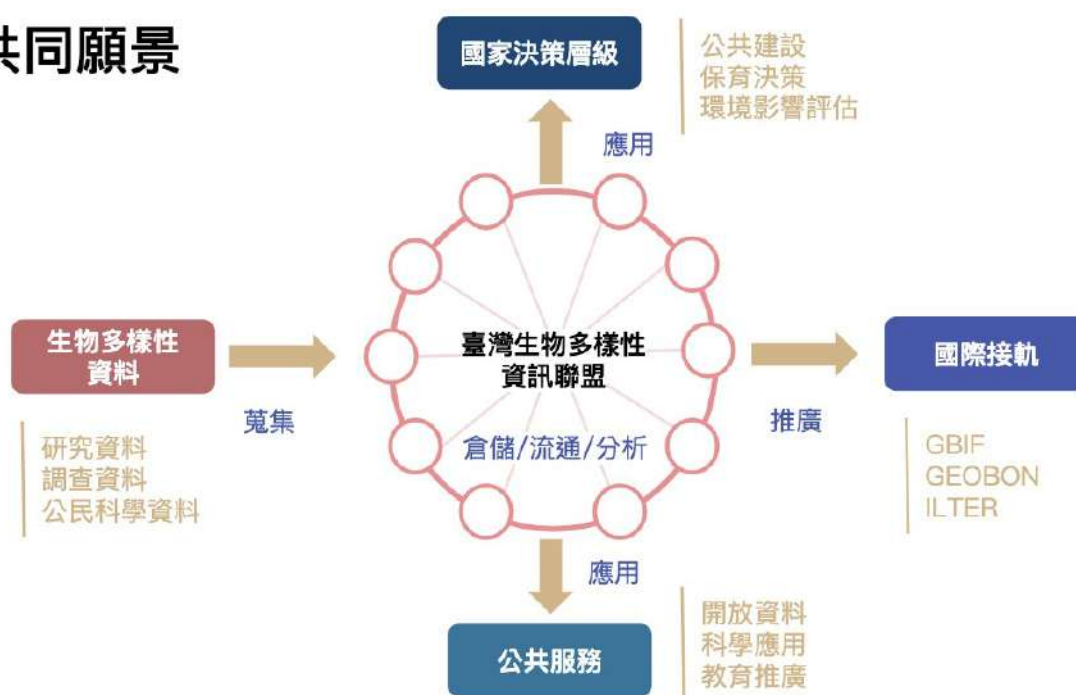 共同願景
國家決策層級
公共建設
保育決策
環境影響評估
應用
生物多樣性
資料
蒐集
研究資料
調查資料
公民科學資料
臺灣生物多樣性
資訊聯盟
倉儲/流通/分析
推廣
國際接軌
GBIF
GEOBON
ILTER
應用
公共服務
開放資料
科學應用
教育推廣